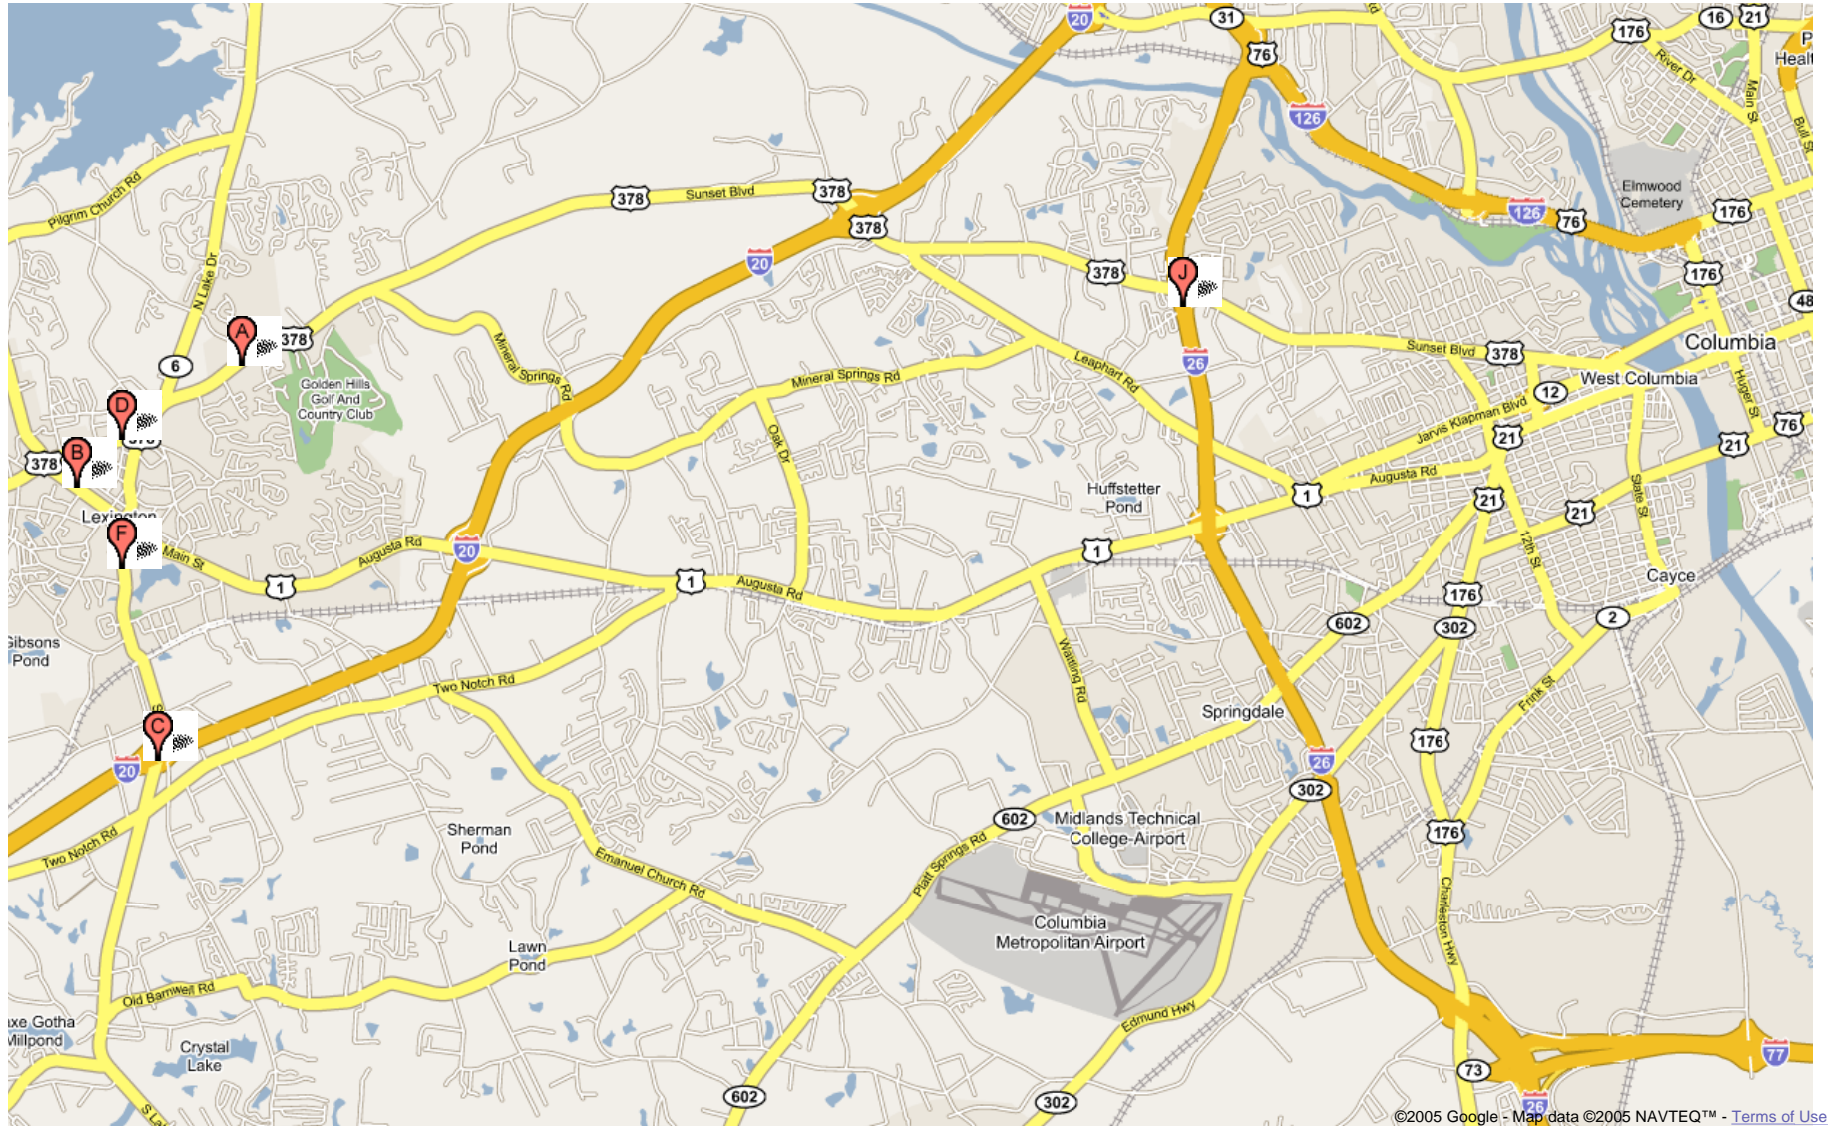 20
31
76
16
21
176
P
Healt
River Dr
Main St
Bull St
126
Pilgrim Church Rd
378
Sunset Blvd
378
Elmwood
Cemetery
126
76
176
378
20
N Lake Dr
378
J
176
48
A
378
6
26
Sunset Blvd
378
Columbia
Mineral Springs Rd
Mineral Springs Rd
Leaphart Rd
West Columbia
Golden Hills
Golf And
Country Club
12
Huger St
D
378
Jarvis Klapman Blvd
21
76
B
378
Oak Dr
21
Augusta Rd
State St
Huffstetter
Pond
1
21
21
Lexington
F
Main St
Augusta Rd
20
1
12th St
1
1
Augusta Rd
Cayce
176
2
602
302
Gibsons
Pond
Wattling Rd
Two Notch Rd
Frink St
Springdale
S
C
20
176
26
302
Two Notch Rd
Sherman
Pond
602
Midlands Technical
College-Airport
176
Emanuel Church Rd
Platt Springs Rd
Charleston Hwy
Columbia
Metropolitan Airport
Lawn
Pond
Old Barnwell Rd
Edmund Hwy
axe Gotha
Millpond
Crystal
Lake
77
73
602
302
26
S La
©2005 Google - Map data ©2005 NAVTEQ™ - Terms of Use